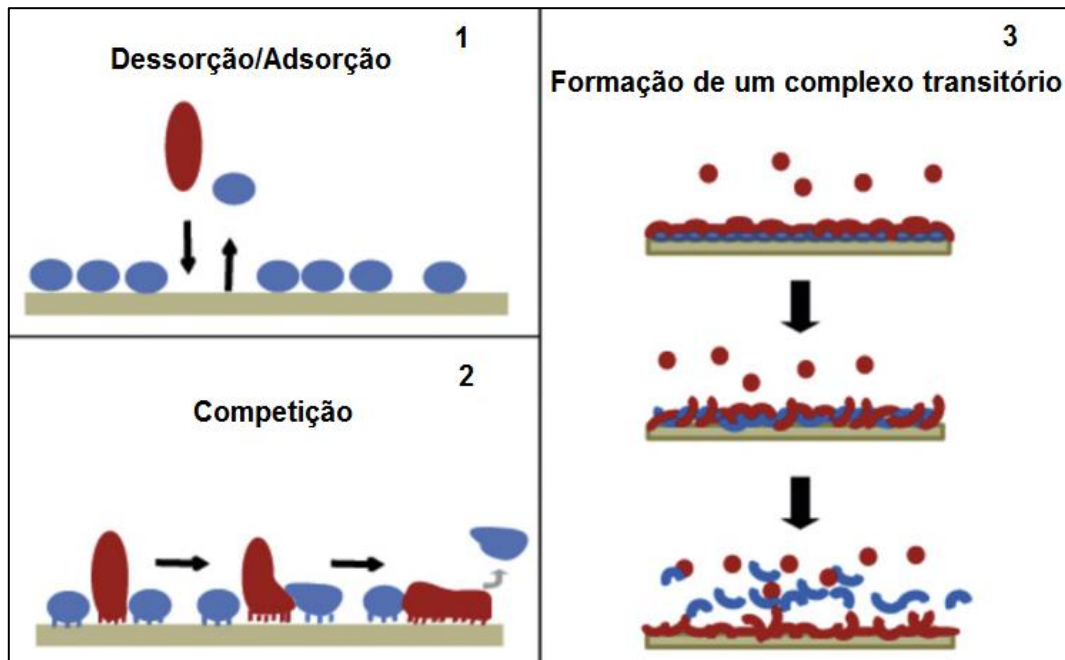 1
Dessorção/Adsorção
2
Competição
3
Formação de um complexo transitório